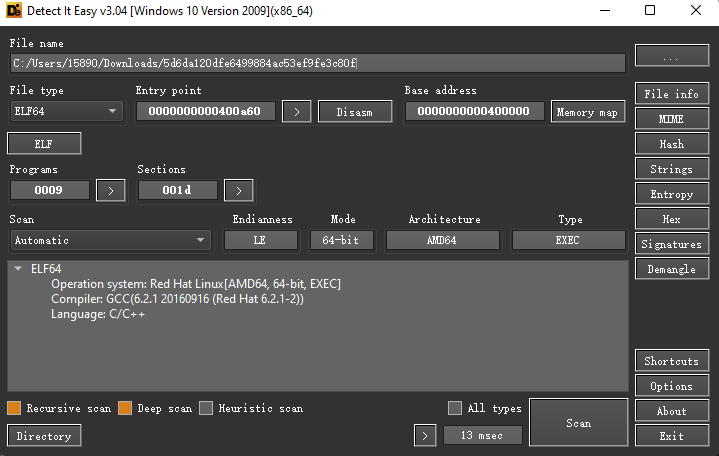 Detect It Easy v3.04 [Windows 10 Version 2009](x86_64)
File name
C:/Users/15890/Downloads/5d6da120dfe6499884ac53ef9fe3c80f
...
File type Entry point Base address
ELF64 0000000000400a60 > Disasm 0000000000400000 Memory map
File info
ELF
MIME
Programs Sections
Hash
0009 > 001d >
Strings
Entropy
Scan Endianness Mode Architecture Type
Hex
Automatic LE 64-bit AMD64 EXEC
Signatures
ELF64
Demangle
Operation system: Red Hat Linux[AMD64, 64-bit, EXEC]
Compiler: GCC(6.2.1 20160916 (Red Hat 6.2.1-2))
Language: C/C++
Shortcuts
Options
Recursive scan Deep scan Heuristic scan All types
Scan
About
Directory > 13 msec
Exit